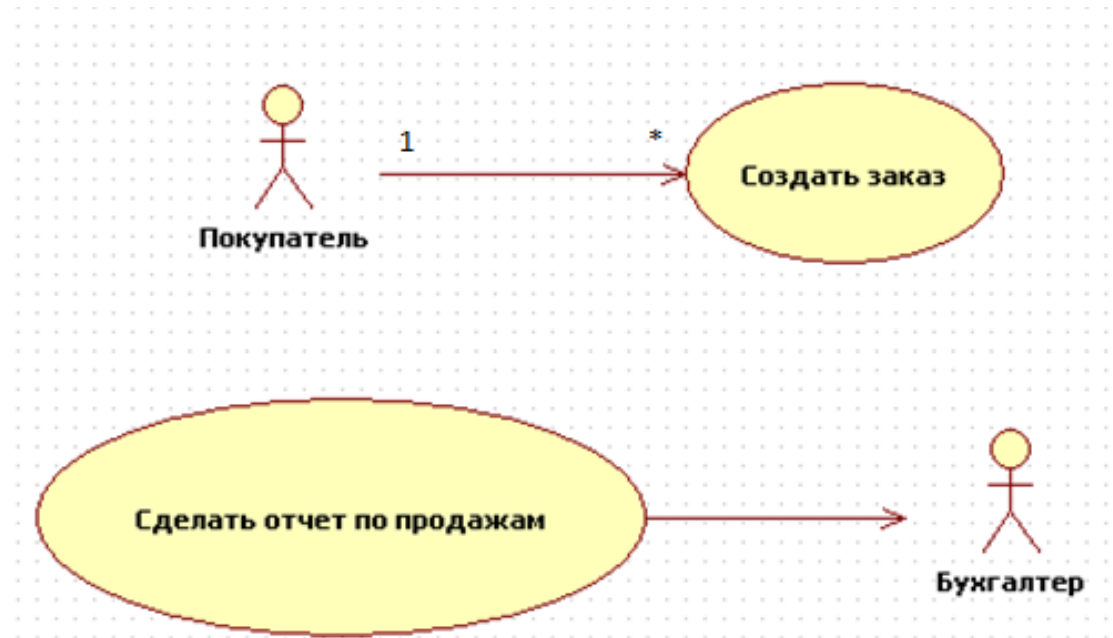 1
*
Создать заказ
Покупатель
Сделать отчет по продажам
Бухгалтер